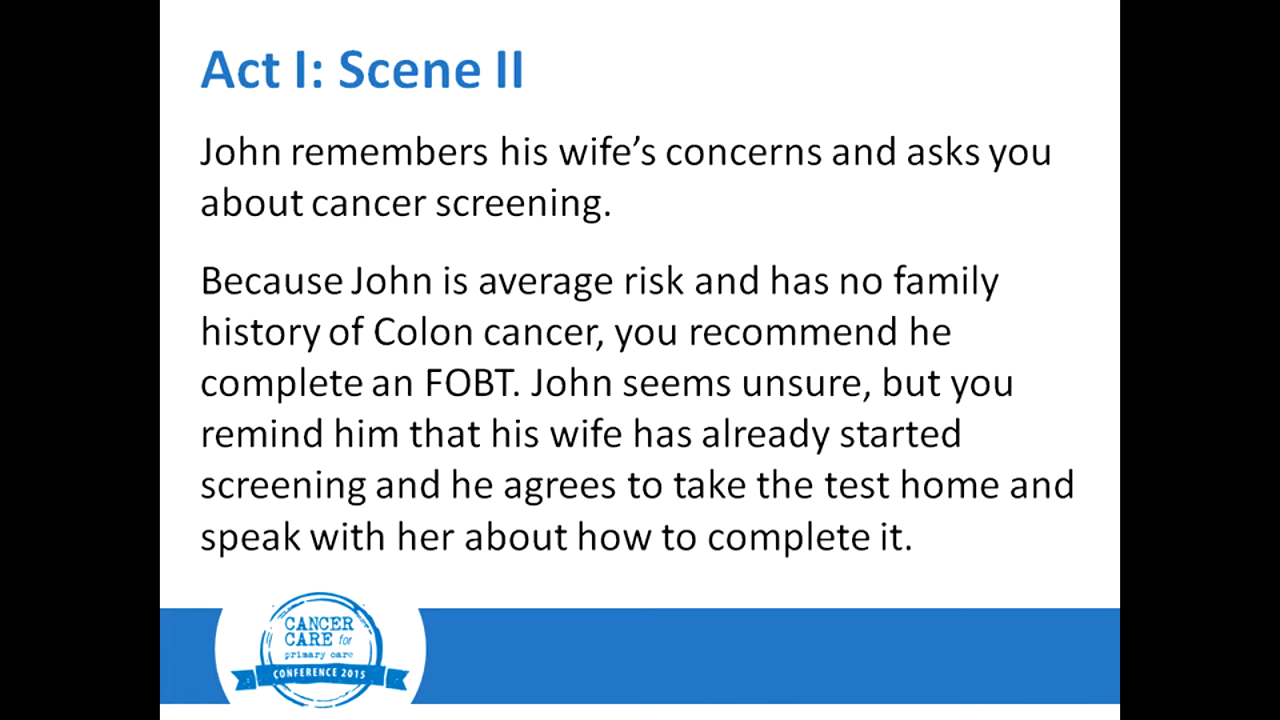 Act I: Scene II
John remembers his wife’s concerns and asks you
about cancer screening.
Because John is average risk and has no family
history of Colon cancer, you recommend he
complete an FOBT. John seems unsure, but you
remind him that his wife has already started
screening and he agrees to take the test home and
speak with her about how to complete it.
CANCER
CARE for
primary care
CONFERENCE 2015